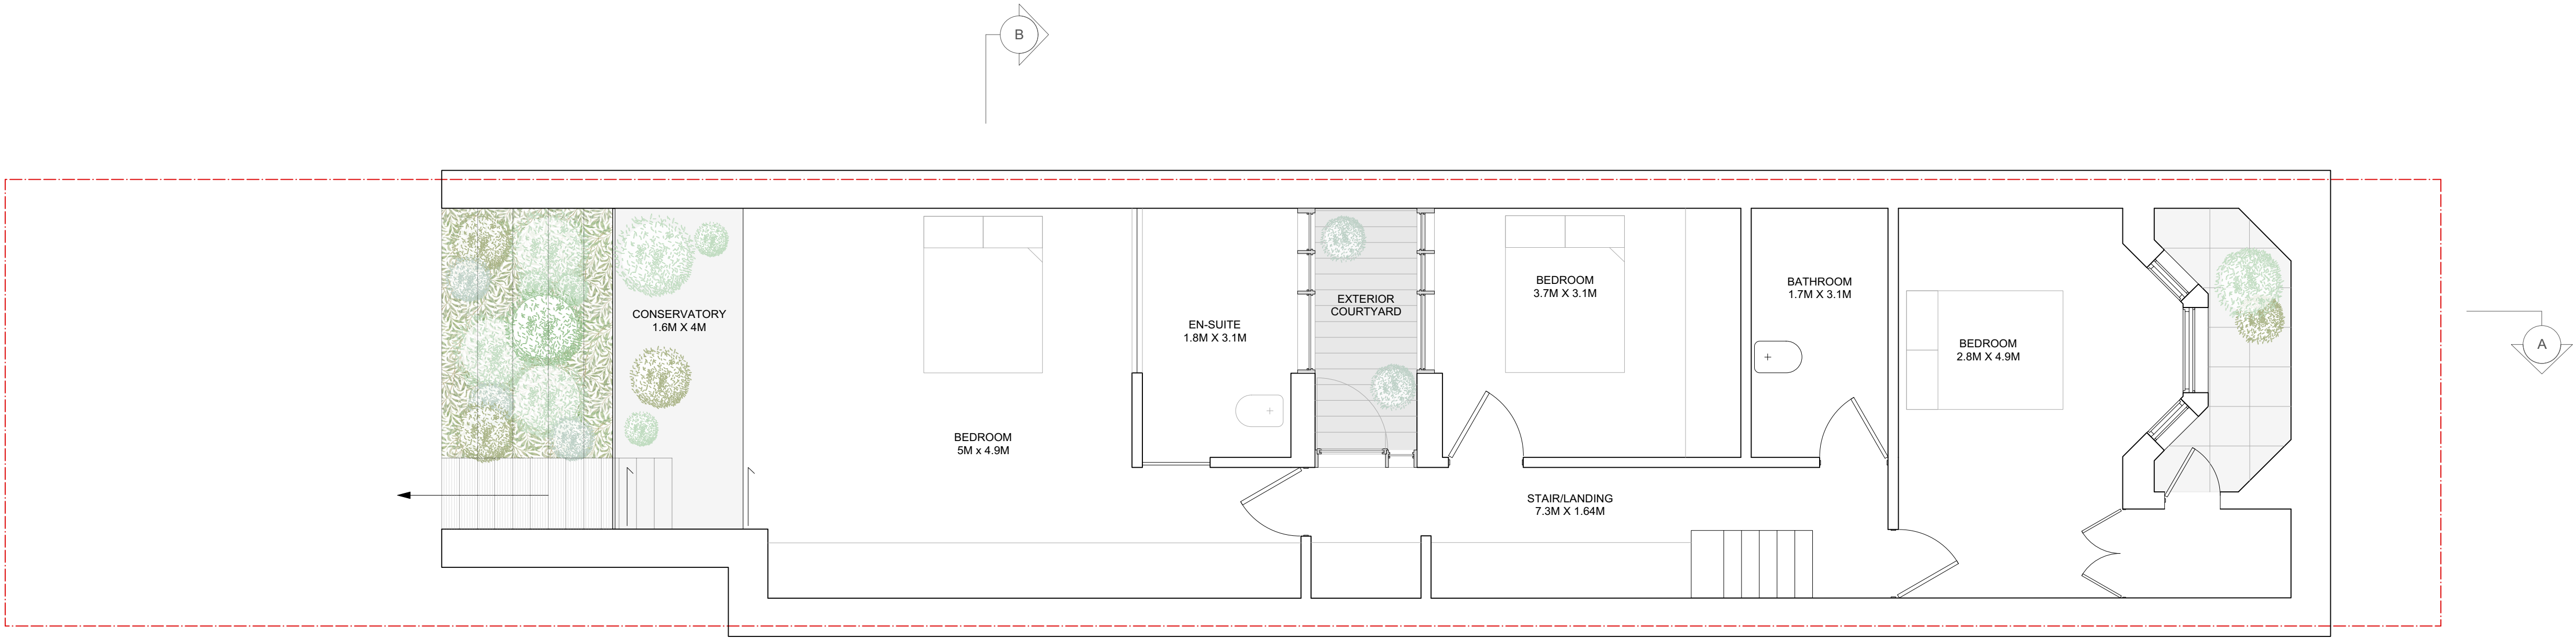 B
CONSERVATORY
1.6M X 4M
BEDROOM
5M x 4.9M
EN-SUITE
1.8M X 3.1M
EXTERIOR
COURTYARD
BEDROOM
3.7M X 3.1M
BATHROOM
1.7M X 3.1M
BEDROOM
2.8M X 4.9M
STAIR/LANDING
7.3M X 1.64M
A